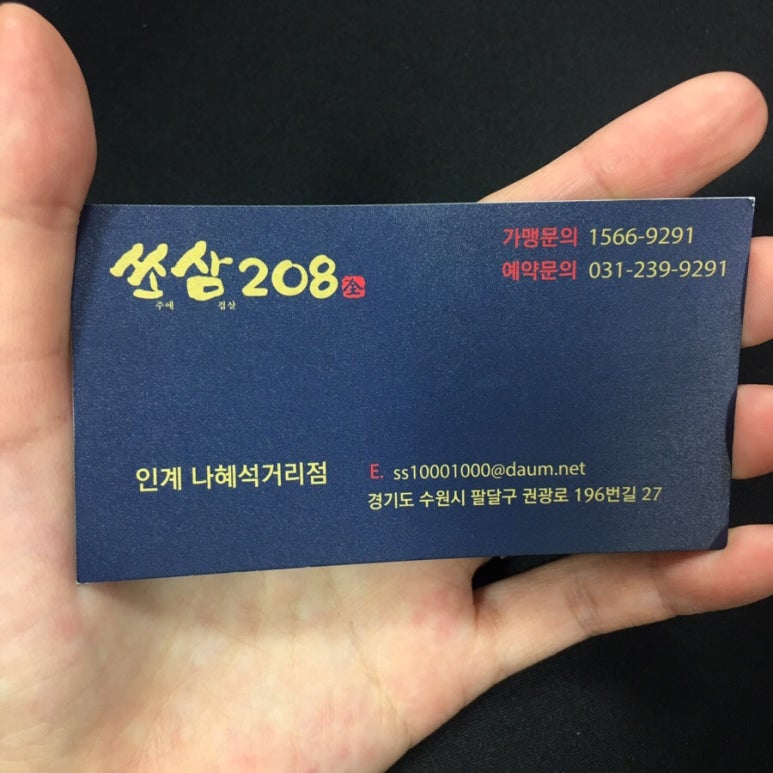 쏘삼208 全
주에 겹살
가맹문의 1566-9291
예약문의 031-239-9291
인계 나혜석거리점
E. ss10001000@daum.net
경기도 수원시 팔달구 권광로 196번길 27